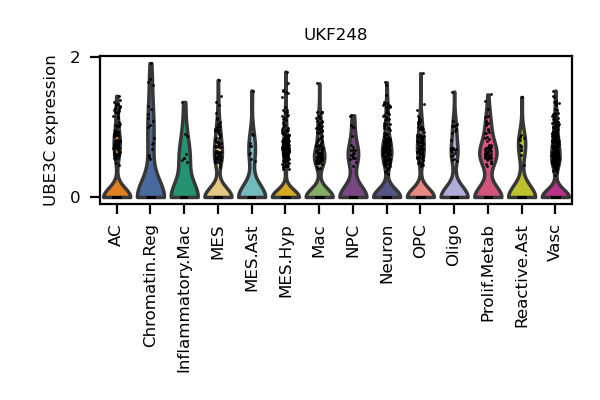 UKF248
UBE3C expression
2
0
AC
Chromatin.Reg
Inflammatory.Mac
MES
MES.Ast
MES.Hyp
Mac
NPC
Neuron
OPC
Oligo
Prolif.Metab
Reactive.Ast
Vasc